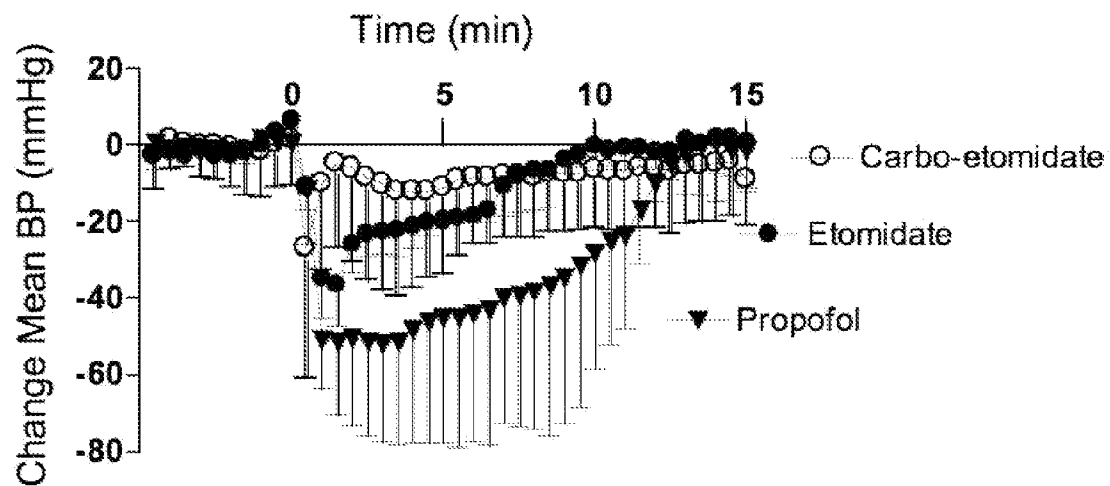 Time (min)
Change Mean BP (mmHg)
20
0
-20
-40
-60
-80
0
5
10
15
Carbo-etomidate
Etomidate
Propofol